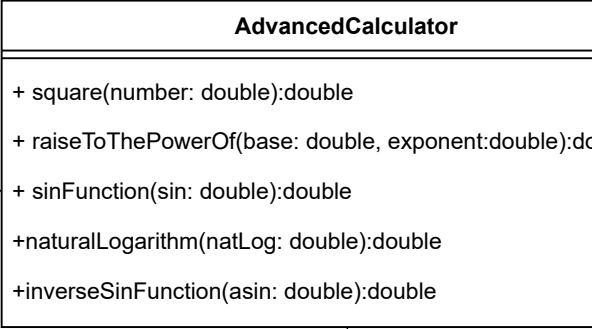 AdvancedCalculator
+ square(number: double):double
+ raiseToThePowerOf(base: double, exponent:double):do
+ sinFunction(sin: double):double
+naturalLogarithm(natLog: double):double
+inverseSinFunction(asin: double):double